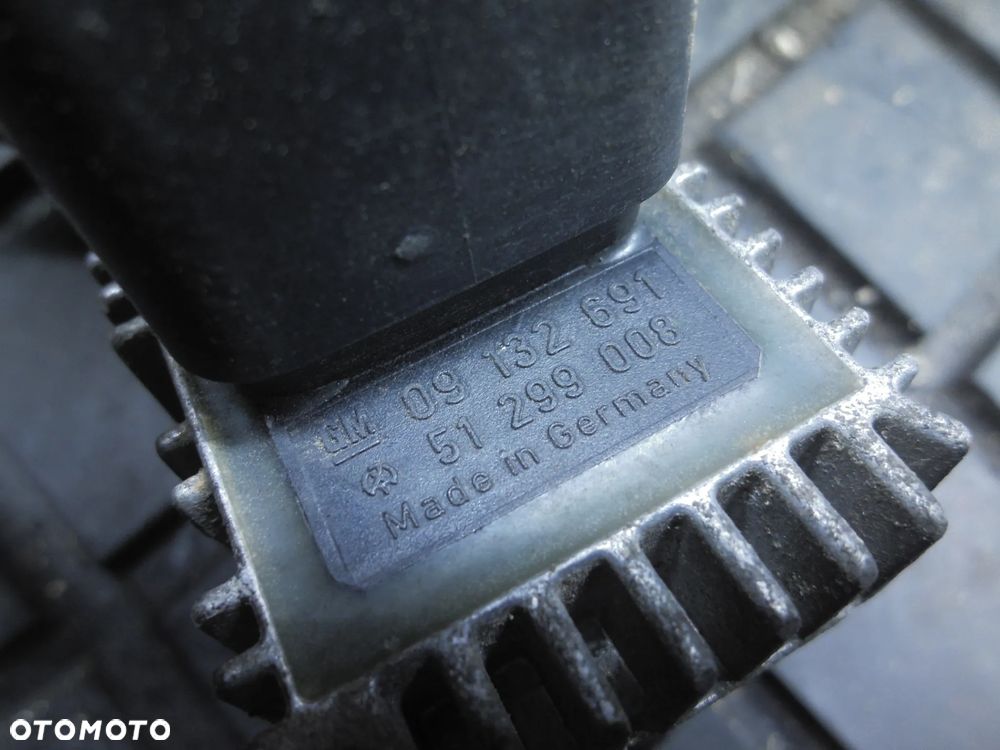 GM 09 132 691
51 299 008
Made in Germany
OTOMOTO